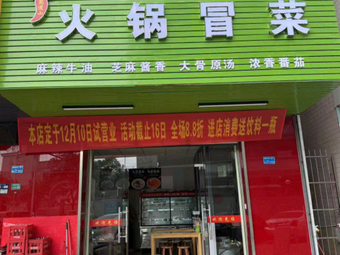 火锅冒菜
麻辣牛油 芝麻酱香 大骨原汤 浓香番茄
本店定于12月10日试营业 活动截止16日 全场8.8折 进店消费送饮料一瓶